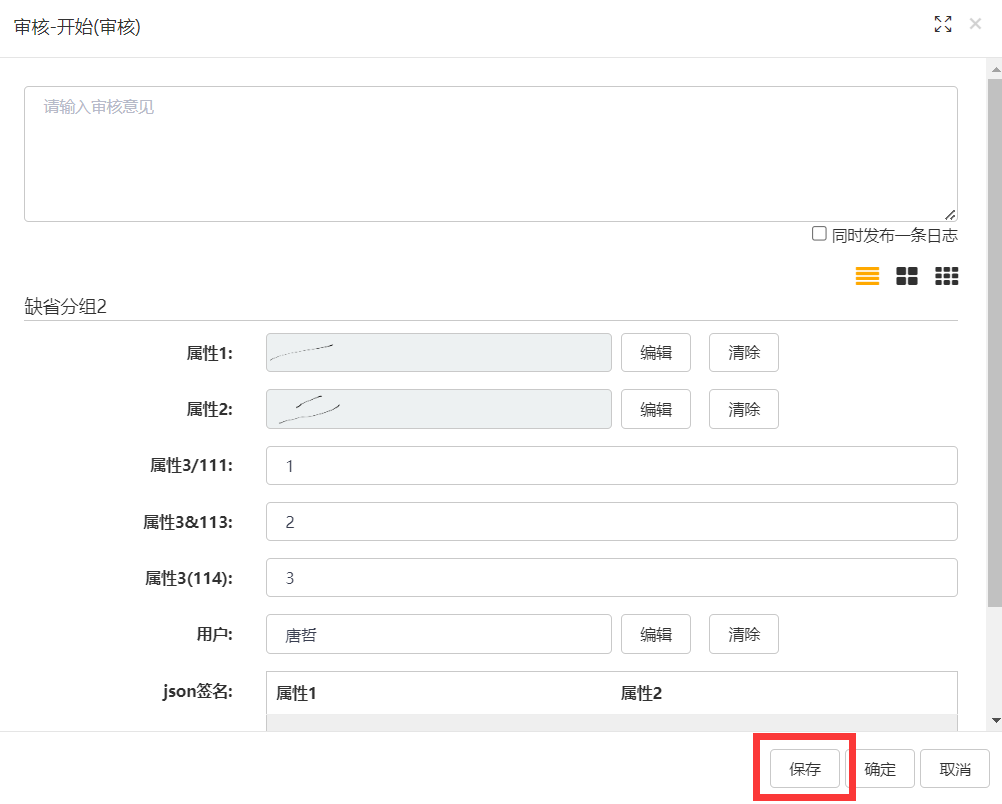 审核-开始(审核)
请输入审核意见
同时发布一条日志
缺省分组2
属性1: 编辑 清除
属性2: 编辑 清除
属性3/111: 1
属性3&113: 2
属性3(114): 3
用户: 唐哲 编辑 清除
json签名: 属性1 属性2
保存 确定 取消